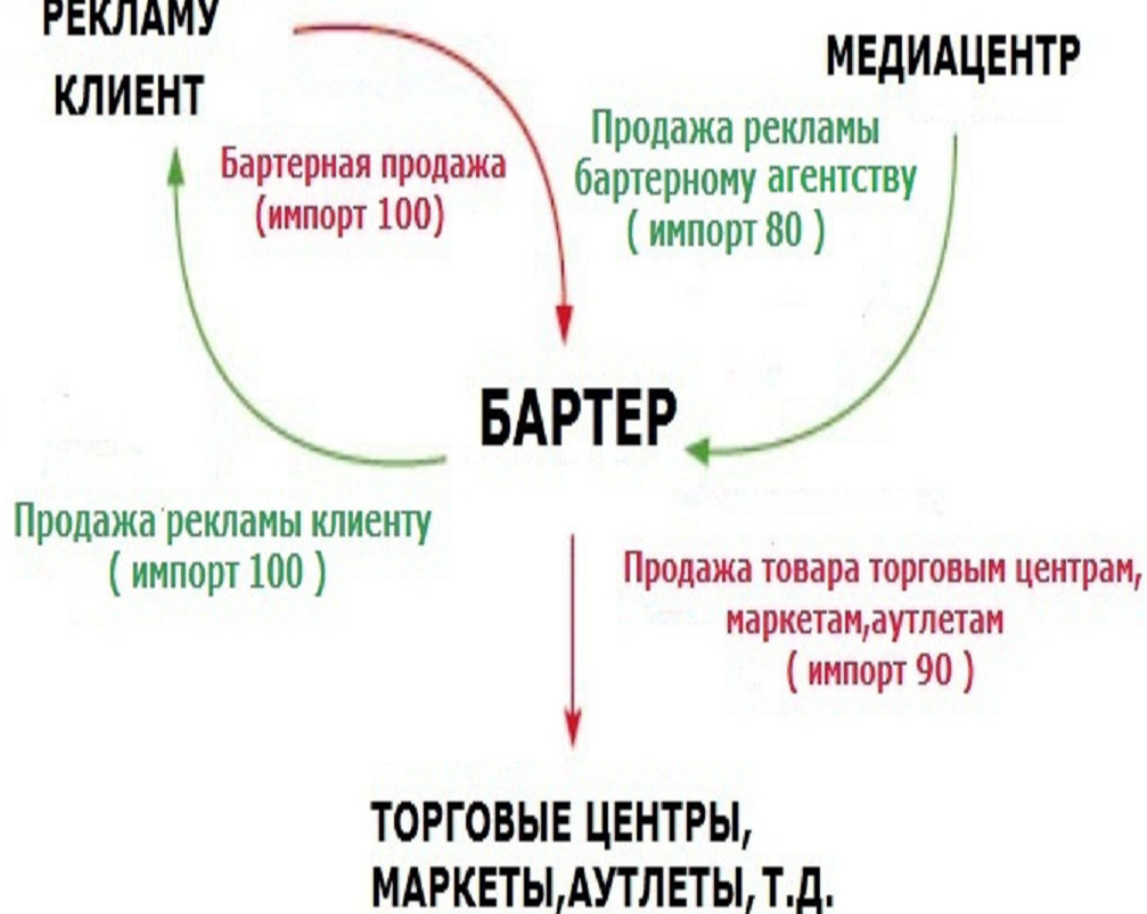 РЕКЛАМУ
КЛИЕНТ
МЕДИАЦЕНТР
Бартерная продажа
(импорт 100)
Продажа рекламы
бартерному агентству
( импорт 80 )
БАРТЕР
Продажа рекламы клиенту
( импорт 100 )
Продажа товара торговым центрам,
маркетам,аутлетам
( импорт 90 )
ТОРГОВЫЕ ЦЕНТРЫ,
МАРКЕТЫ,АУТЛЕТЫ, Т.Д.